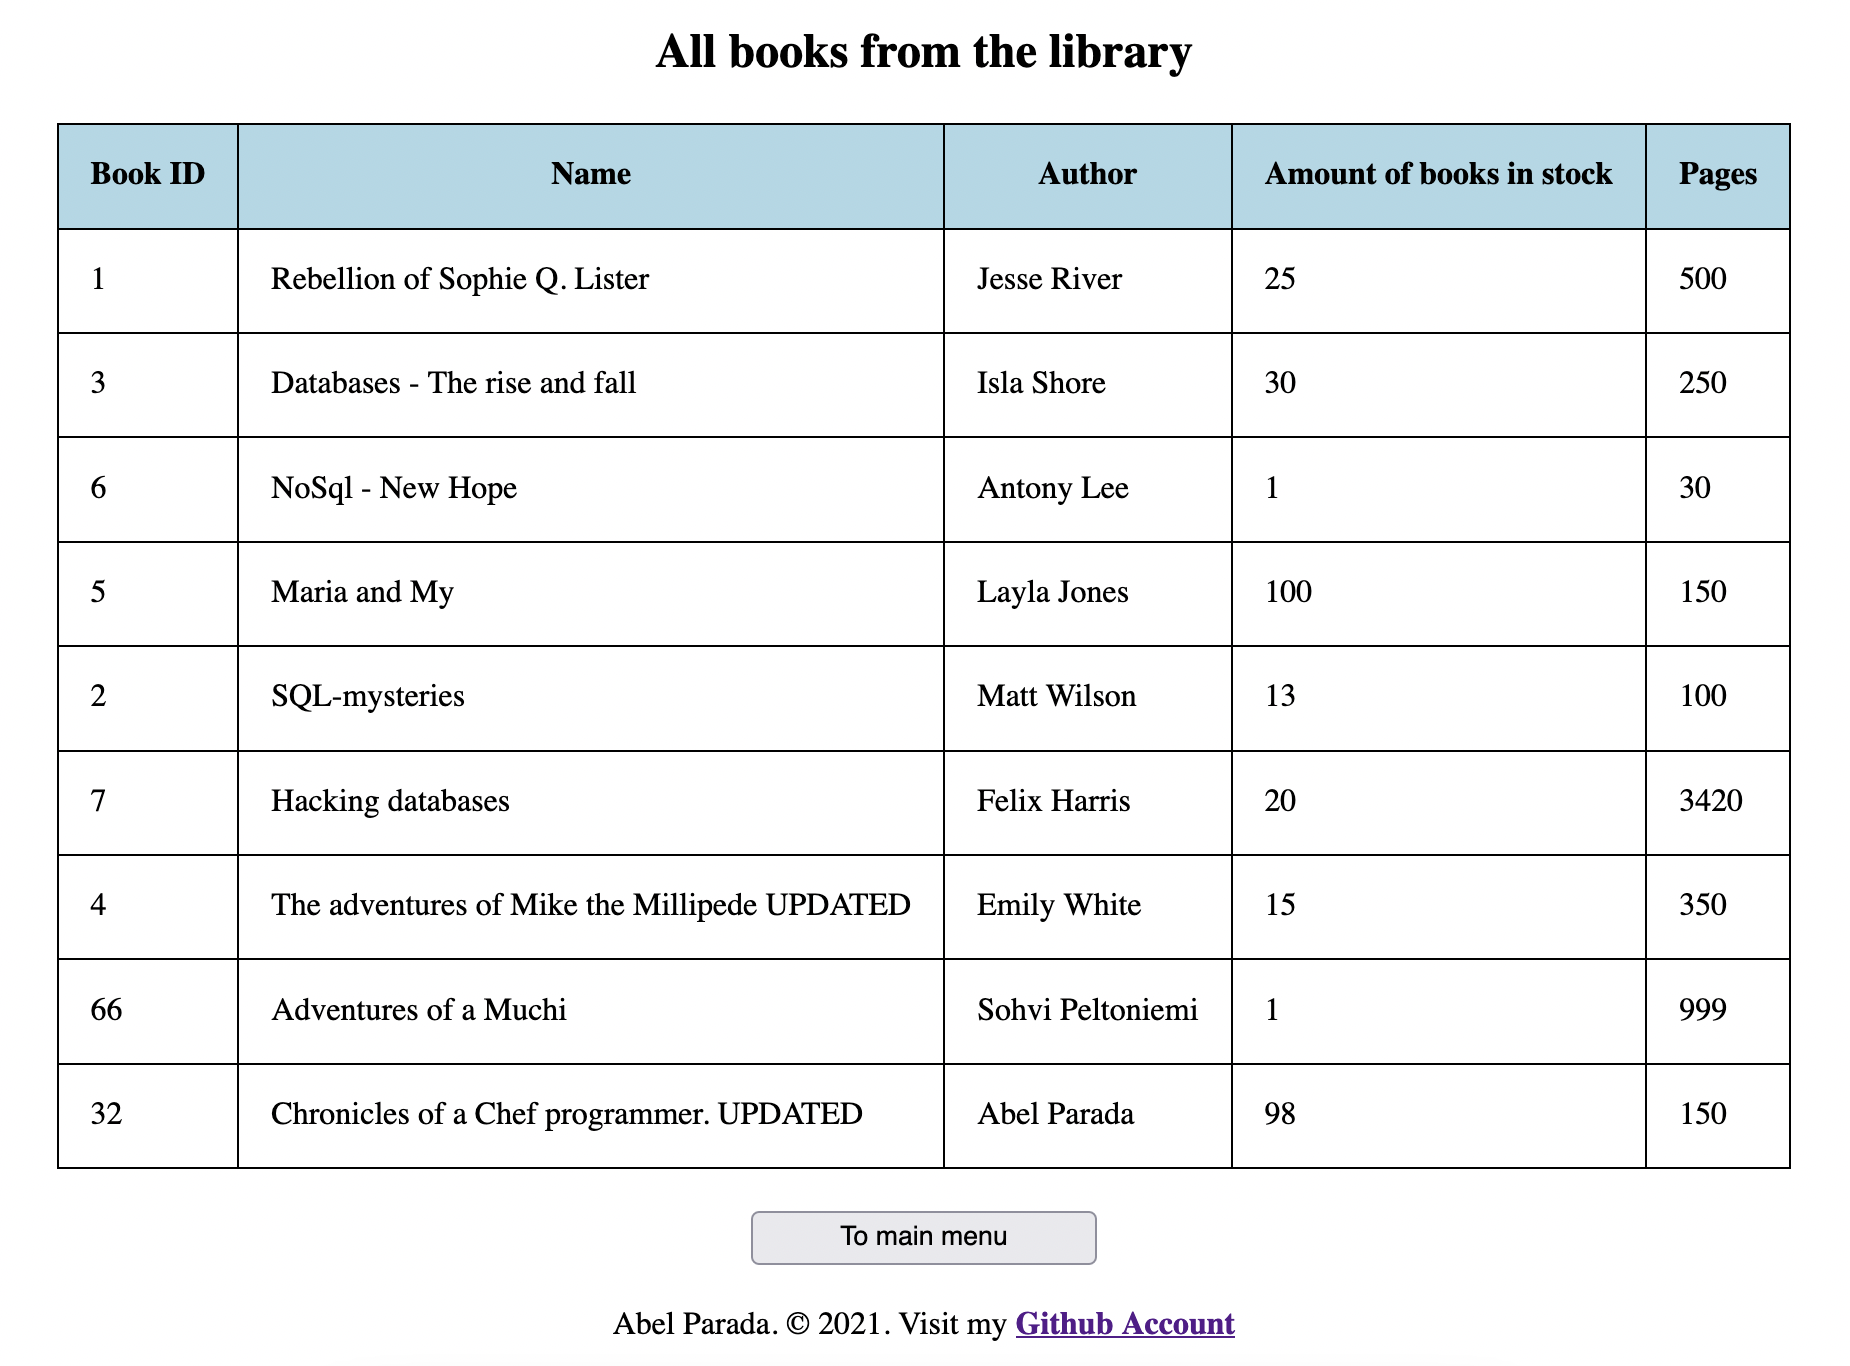 All books from the library
Book ID Name Author Amount of books in stock Pages
1 Rebellion of Sophie Q. Lister Jesse River 25 500
3 Databases - The rise and fall Isla Shore 30 250
6 NoSql - New Hope Antony Lee 1 30
5 Maria and My Layla Jones 100 150
2 SQL-mysteries Matt Wilson 13 100
7 Hacking databases Felix Harris 20 3420
4 The adventures of Mike the Millipede UPDATED Emily White 15 350
66 Adventures of a Muchi Sohvi Peltoniemi 1 999
32 Chronicles of a Chef programmer. UPDATED Abel Parada 98 150
To main menu
Abel Parada. © 2021. Visit my Github Account